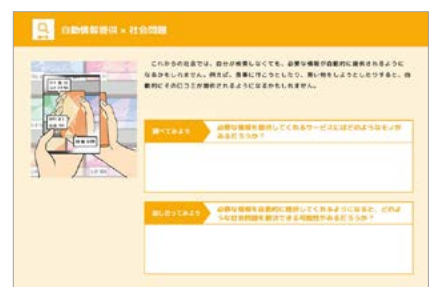 自動情報提供 × 社会問題
これからの社会では、自分が検索しなくても、必要な情報が自動的に提供されるように
なるかもしれません。例えば、食事に行こうとしたり、買い物をしようとしたりすると、自
動的にその口コミが提供されるようになるかもしれません。
調べてみよう
必要な情報を提供してくれるサービスにはどのようなモノが
あるだろうか？
話し合ってみよう
必要な情報を自動的に提供してくれるようになると、どのよ
うな社会問題を解決できる可能性があるだろうか？